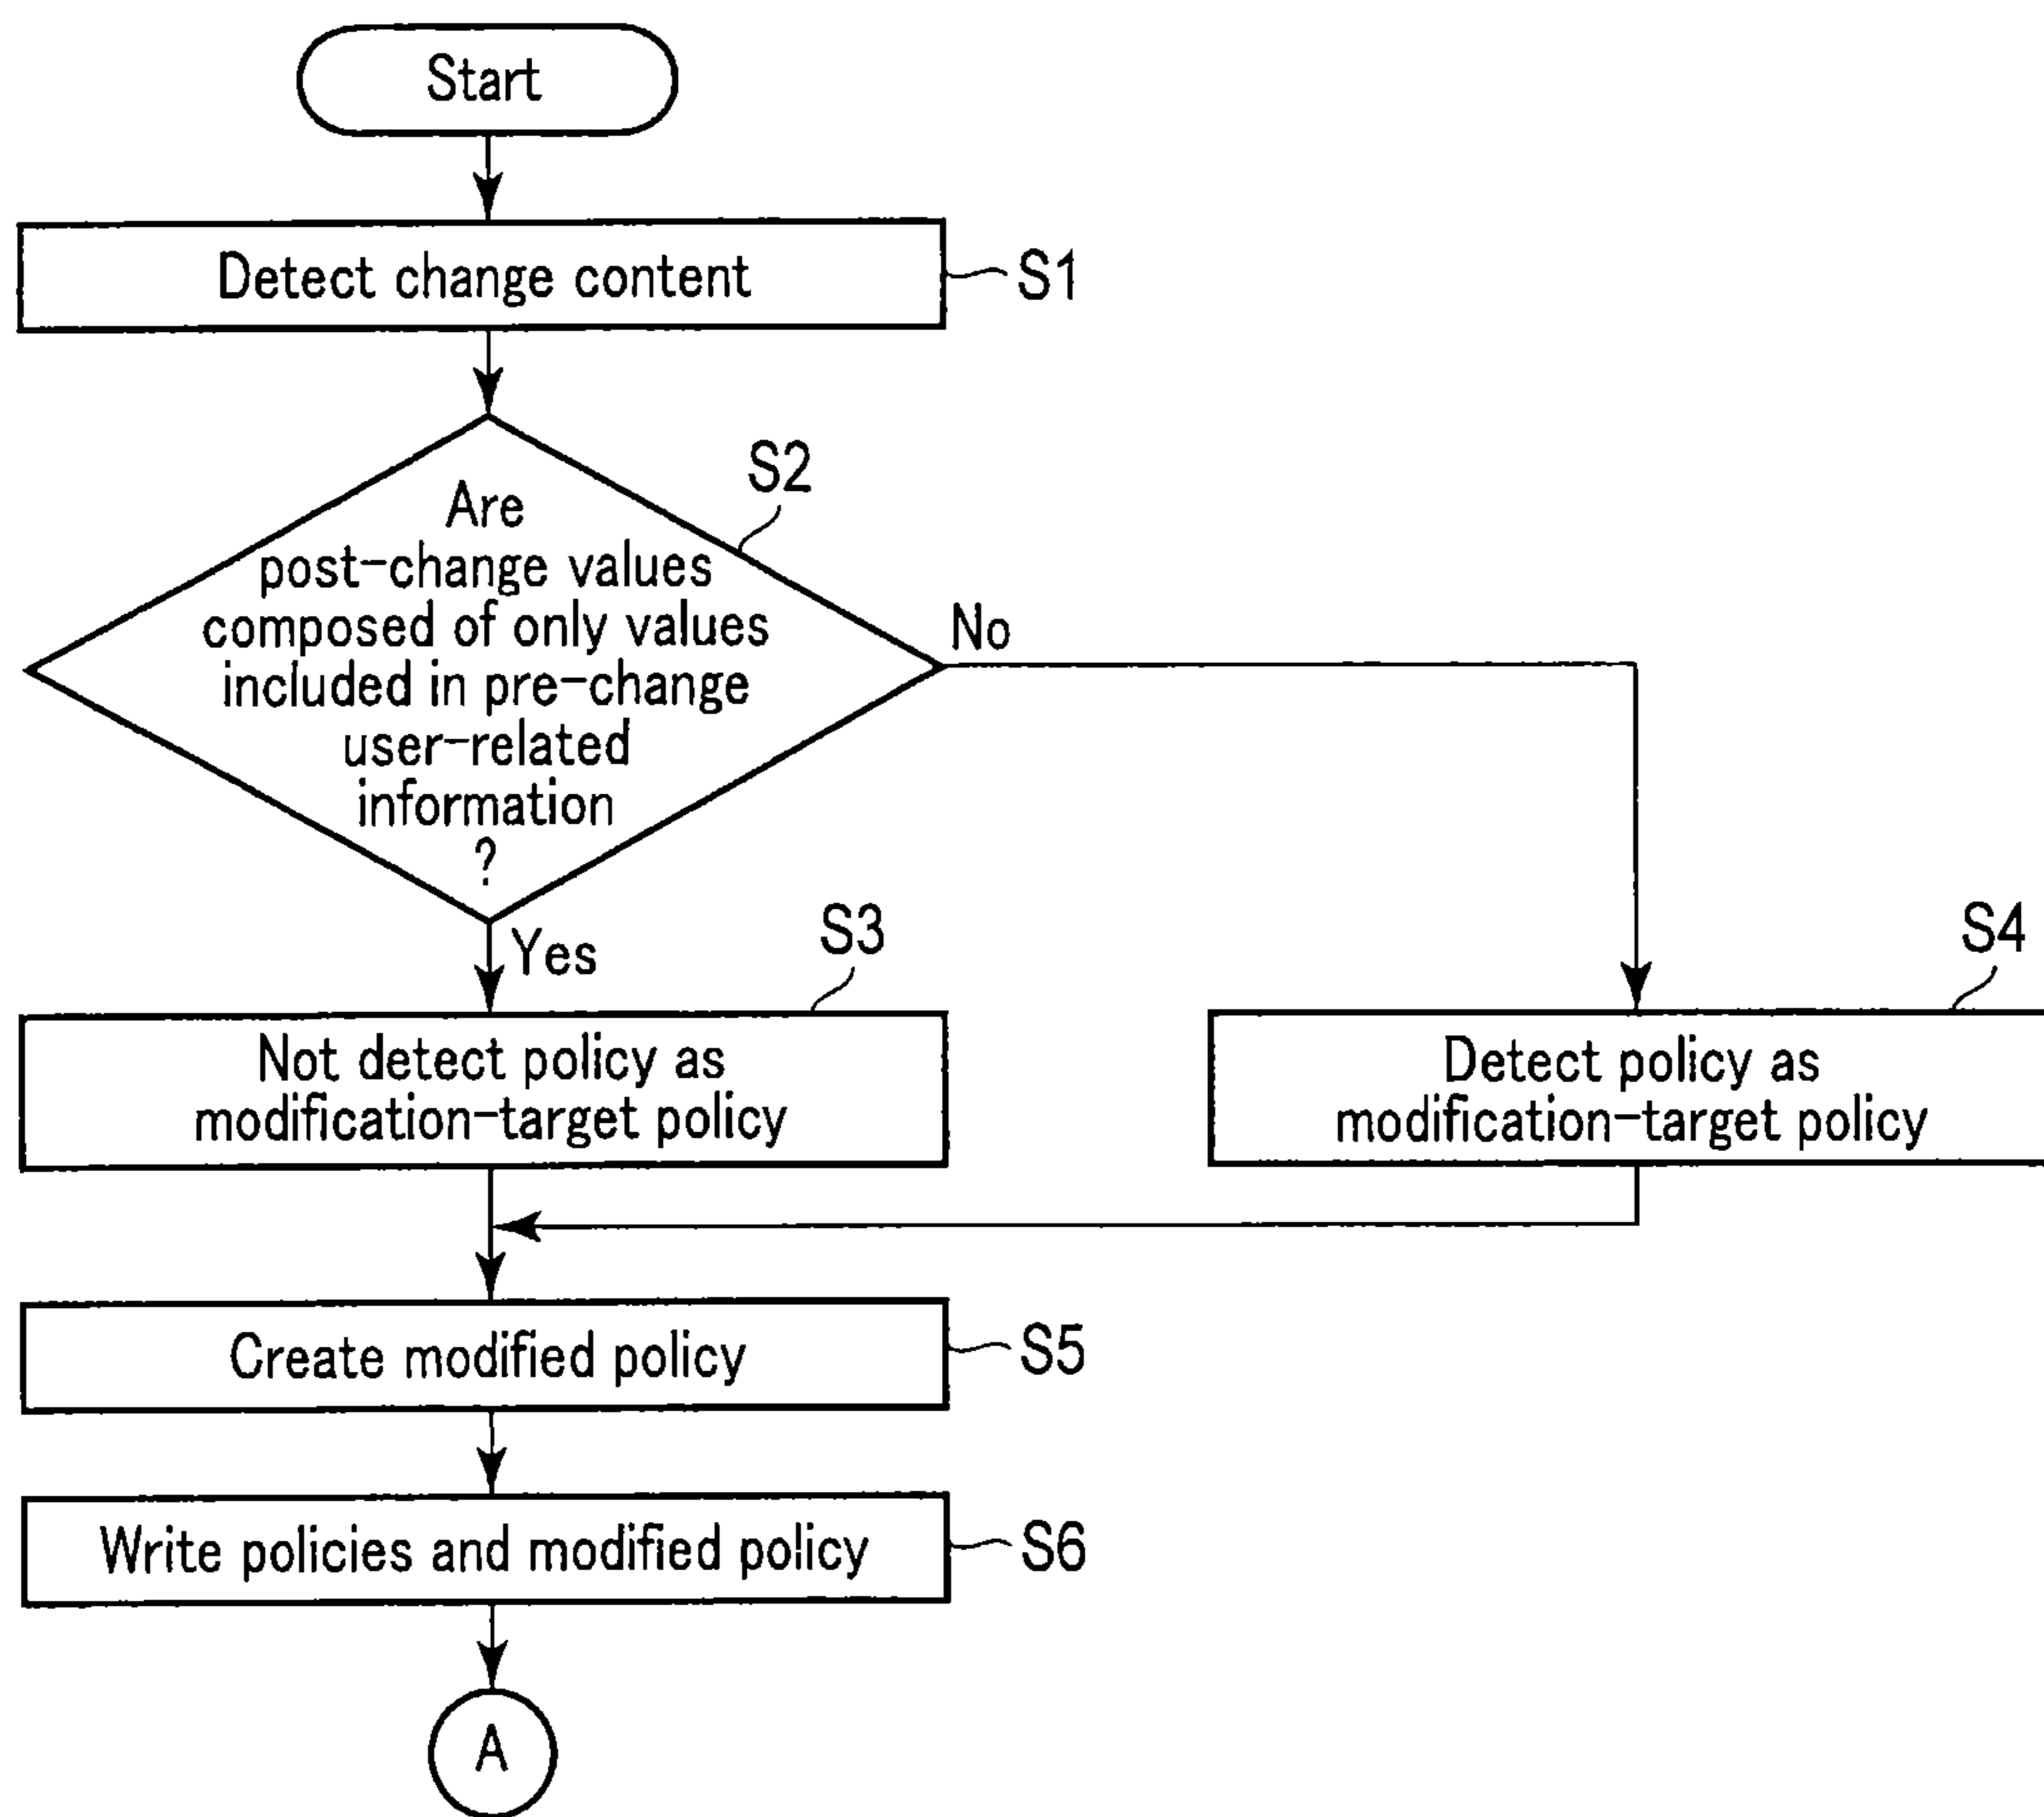 Start
Detect change content
S1
S2
Are
post-change values
composed of only values
included in pre-change
user-related
information
?
No
Yes
S3
S4
Not detect policy as
modification-target policy
Detect policy as
modification-target policy
Create modified policy
S5
Write policies and modified policy
S6
A